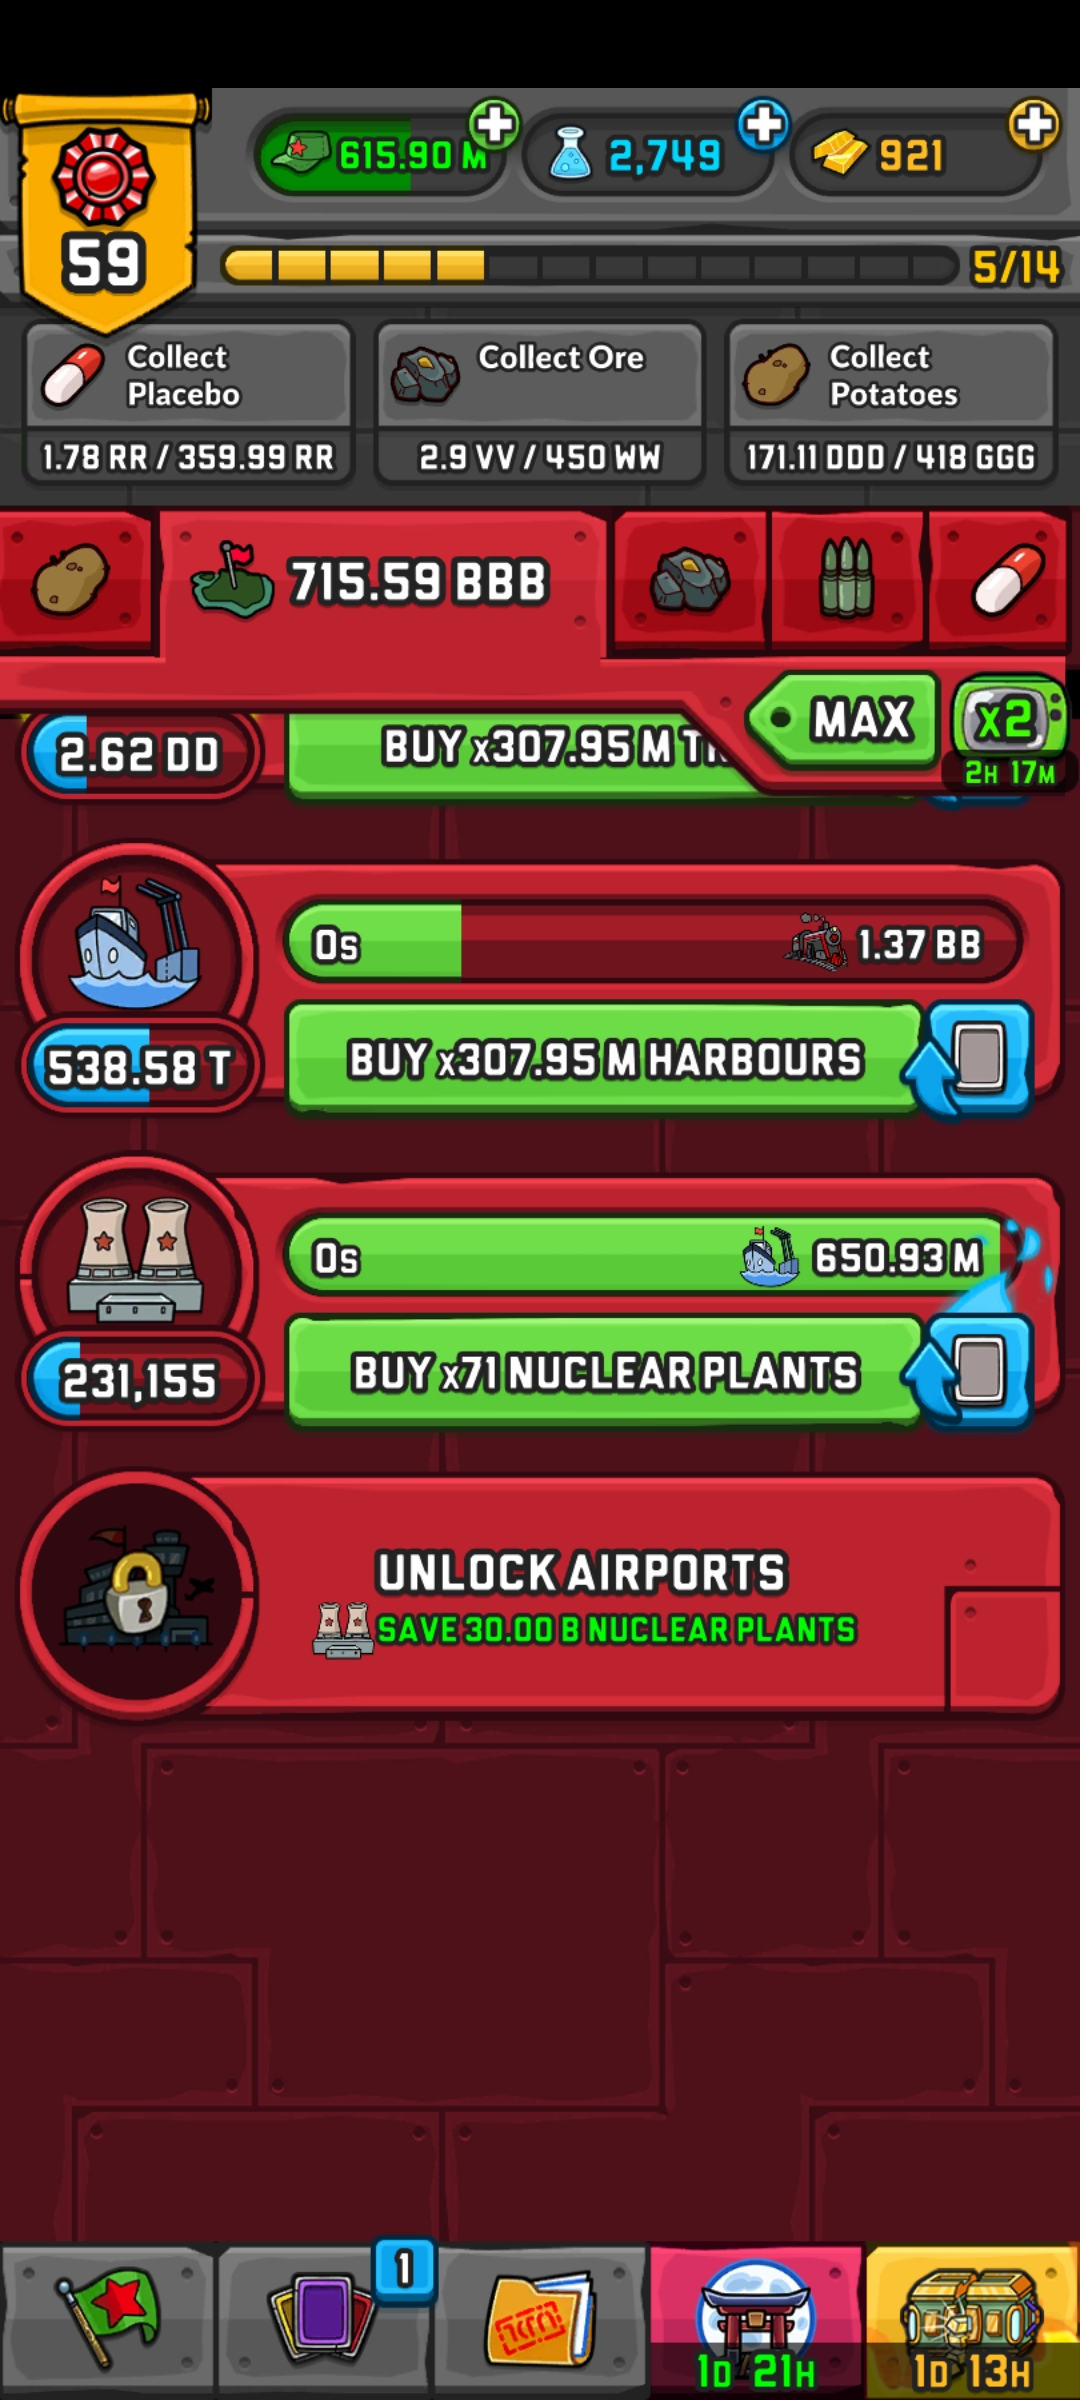 615.90 M
2,749
921
59
5/14
Collect
Placebo
1.78 RR / 359.99 RR
Collect Ore
2.9 VV / 450 WW
Collect
Potatoes
171.11 DDD / 418 GGG
715.59 BBB
MAX
x2
2H 17M
2.62 DD
BUY x307.95 M
0s
1.37 BB
538.58 T
BUY x307.95 M HARBOURS
0s
650.93 M
231,155
BUY x71 NUCLEAR PLANTS
UNLOCK AIRPORTS
SAVE 30.00 B NUCLEAR PLANTS
1
1D 21H
1D 13H